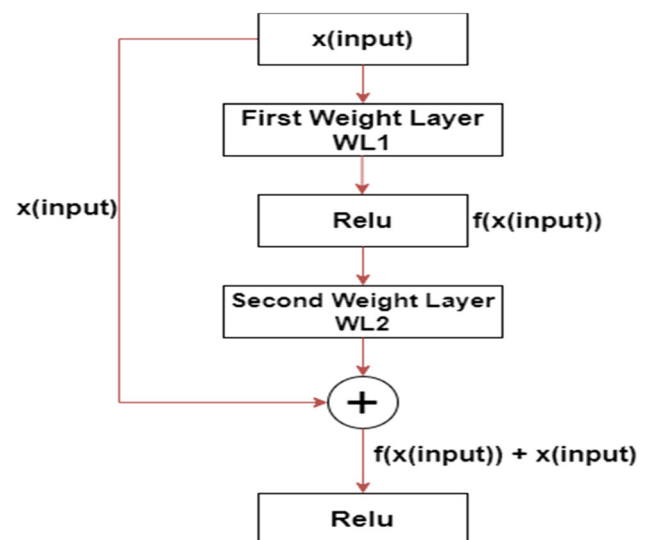 x(input)
First Weight Layer
WL1
x(input)
Relu
f(x(input))
Second Weight Layer
WL2
+
f(x(input)) + x(input)
Relu